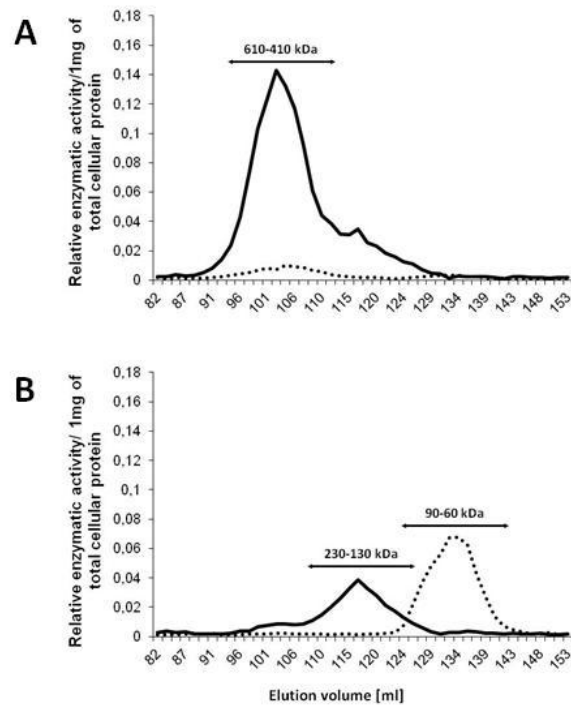 A
Relative enzymatic activity/1mg of
total cellular protein
0,18
0,16
0,14
0,12
0,1
0,08
0,06
0,04
0,02
0
610-410 kDa
82 87 91 96 101 106 110 115 120 124 129 134 139 143 148 153
B
Relative enzymatic activity/ 1mg of
total cellular protein
0,18
0,16
0,14
0,12
0,1
0,08
0,06
0,04
0,02
0
90-60 kDa
230-130 kDa
82 87 91 96 101 106 110 115 120 124 129 134 139 143 148 153
Elution volume [ml]